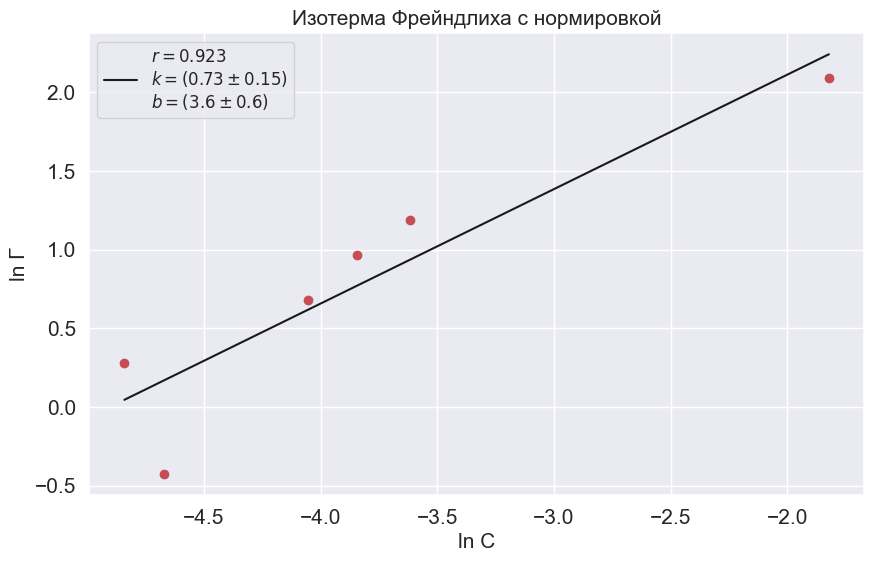 Изотерма Фрейндлиха с нормировкой
r = 0.923
k = (0.73 ± 0.15)
b = (3.6 ± 0.6)
2.0
1.5
1.0
0.5
0.0
−0.5
ln Γ
−4.5 −4.0 −3.5 −3.0 −2.5 −2.0
ln C